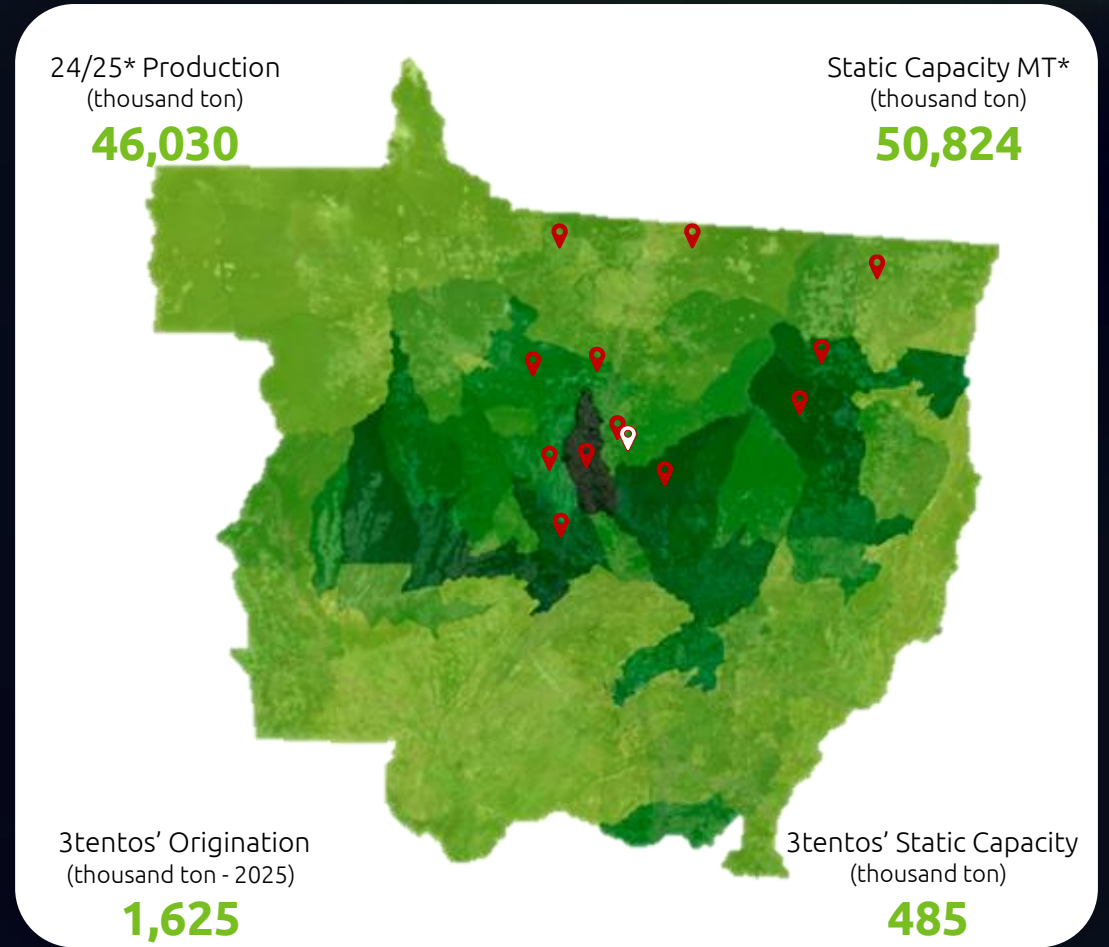 24/25* Production
(thousand ton)
46,030
Static Capacity MT*
(thousand ton)
50,824
3tentos’ Origination
(thousand ton - 2025)
1,625
3tentos’ Static Capacity
(thousand ton)
485